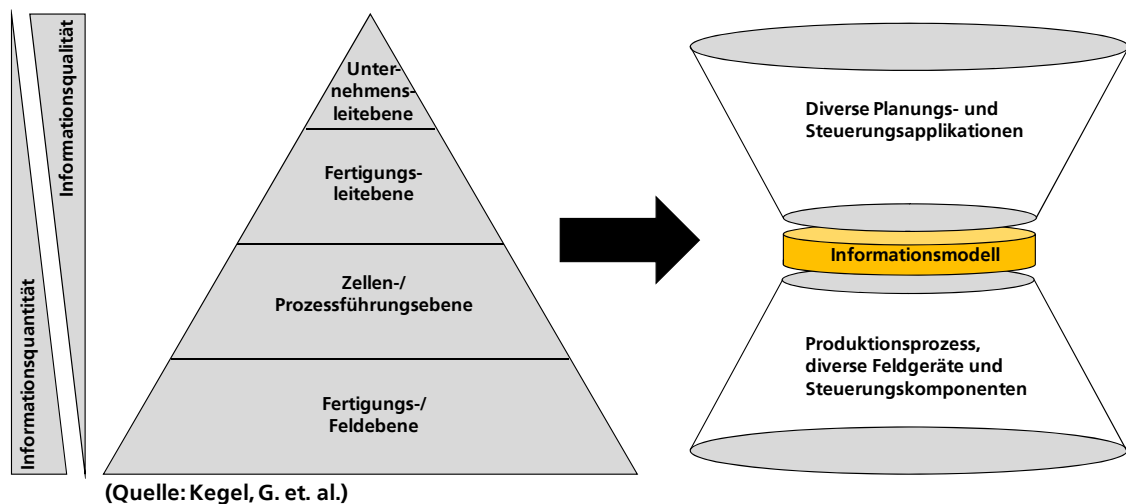 Informationsqualität
Informationsquantität
Unter-
nehmens-
leitebene
Fertigungs-
leitebene
Zellen-/
Prozessführungsebene
Fertigungs-/
Feldebene
(Quelle: Kegel, G. et. al.)
Diverse Planungs- und
Steuerungsapplikationen
Informationsmodell
Produktionsprozess,
diverse Feldgeräte und
Steuerungskomponenten